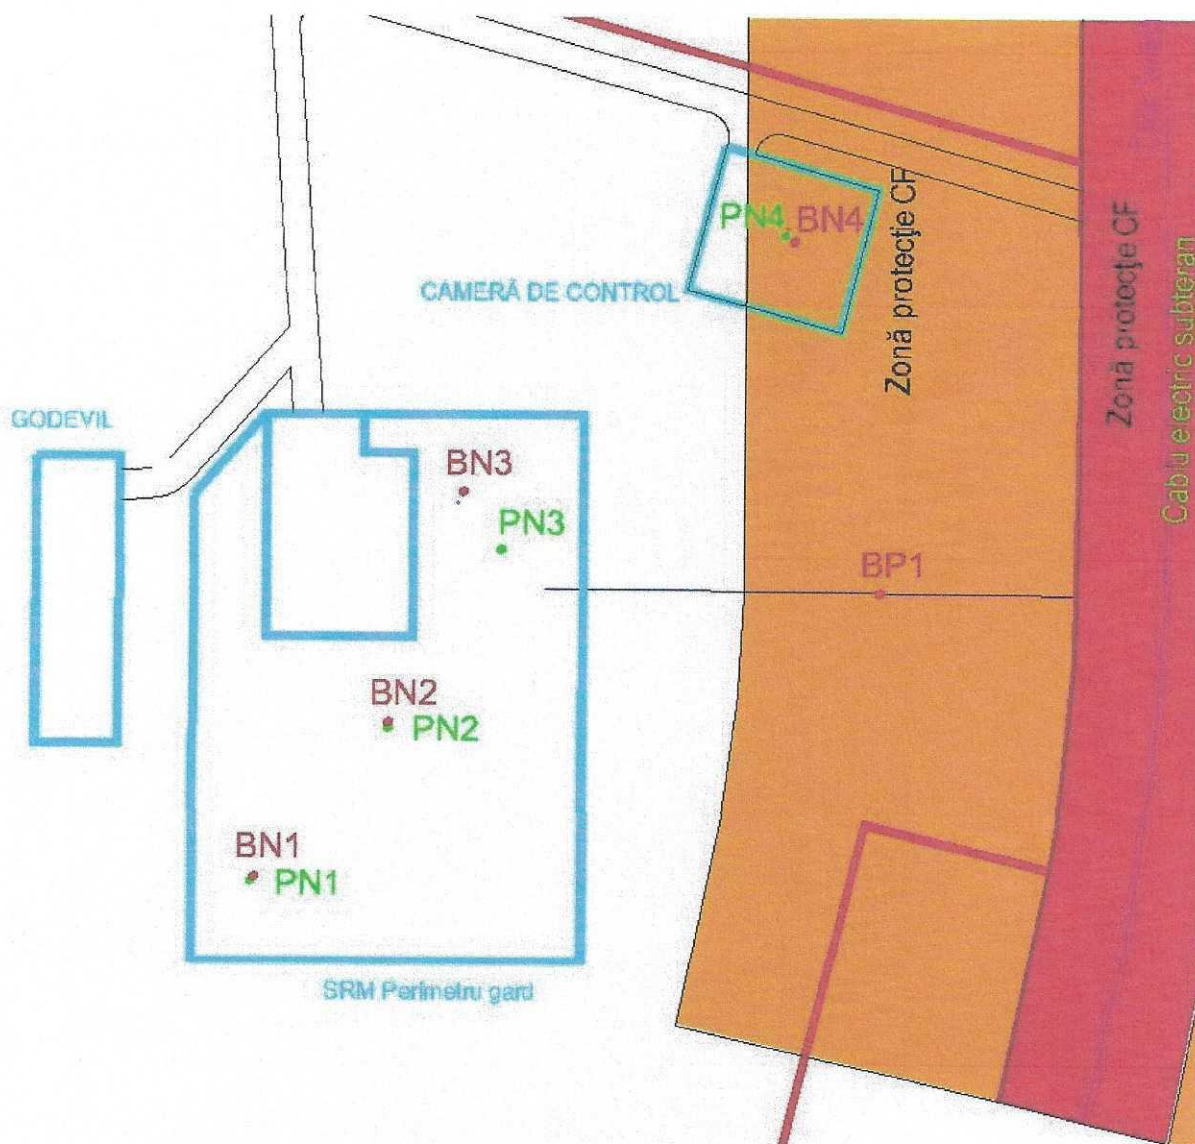 PN4 BN4
CAMERĂ DE CONTROL
Zonă protecție CF
Zonă protecție CF
Cablu electric subteran
GODEVIL
BN3
PN3
BP1
BN2
PN2
BN1
PN1
SRM Perimetru gard